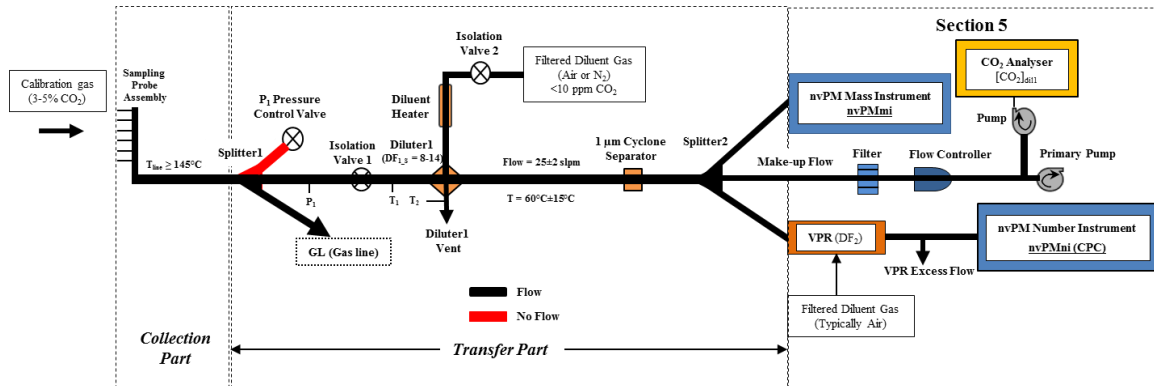 Section 5
Calibration gas
(3-5% CO₂)
Sampling
Probe
Assembly
T_line ≥ 145°C
P₁ Pressure
Control Valve
Splitter1
P₁
GL (Gas line)
Isolation
Valve 1
T₁
T₂
Isolation
Valve 2
Filtered Diluent Gas
(Air or N₂)
<10 ppm CO₂
Diluent
Heater
Diluter1
(DF₁_s = 8-14)
Diluter1
Vent
Flow = 25±2 slpm
T = 60°C±15°C
1 µm Cyclone
Separator
Splitter2
nvPM Mass Instrument
nvPMmi
CO₂ Analyser
[CO₂]dil1
Pump
Make-up Flow
Filter
Flow Controller
Primary Pump
VPR (DF₂)
nvPM Number Instrument
nvPMni (CPC)
VPR Excess Flow
Filtered Diluent Gas
(Typically Air)
Flow
No Flow
Collection
Part
Transfer Part